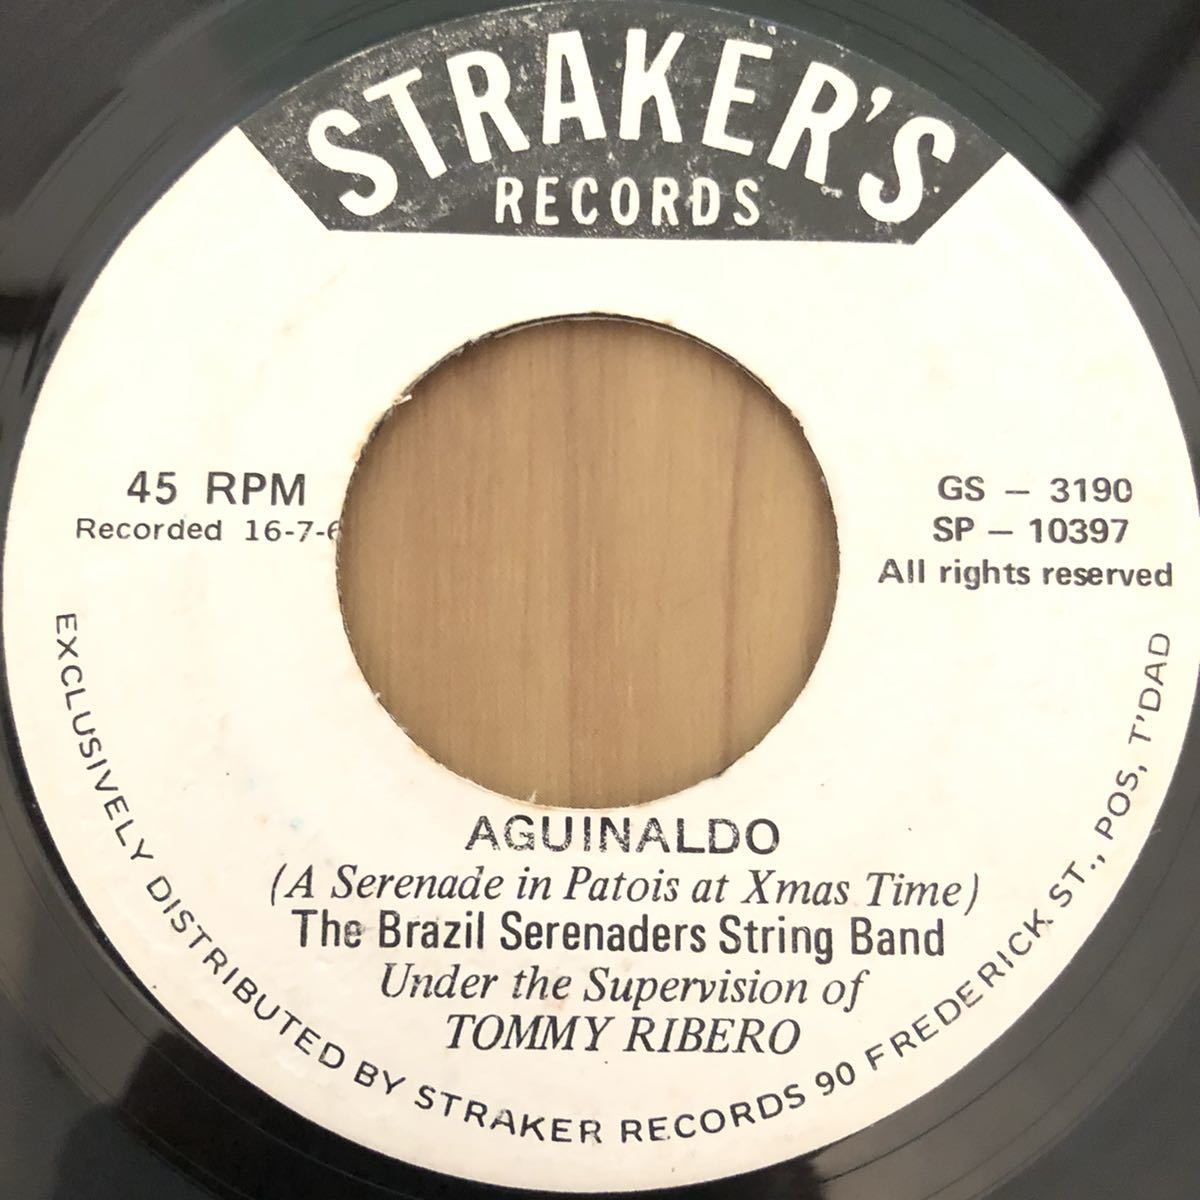 STRAKER'S
RECORDS
45 RPM
Recorded 16-7-6
GS – 3190
SP – 10397
All rights reserved
AGUINALDO
(A Serenade in Patois at Xmas Time)
The Brazil Serenaders String Band
Under the Supervision of
TOMMY RIBERO
EXCLUSIVELY DISTRIBUTED BY STRAKER RECORDS 90 FREDERICK ST., POS, T'DAD